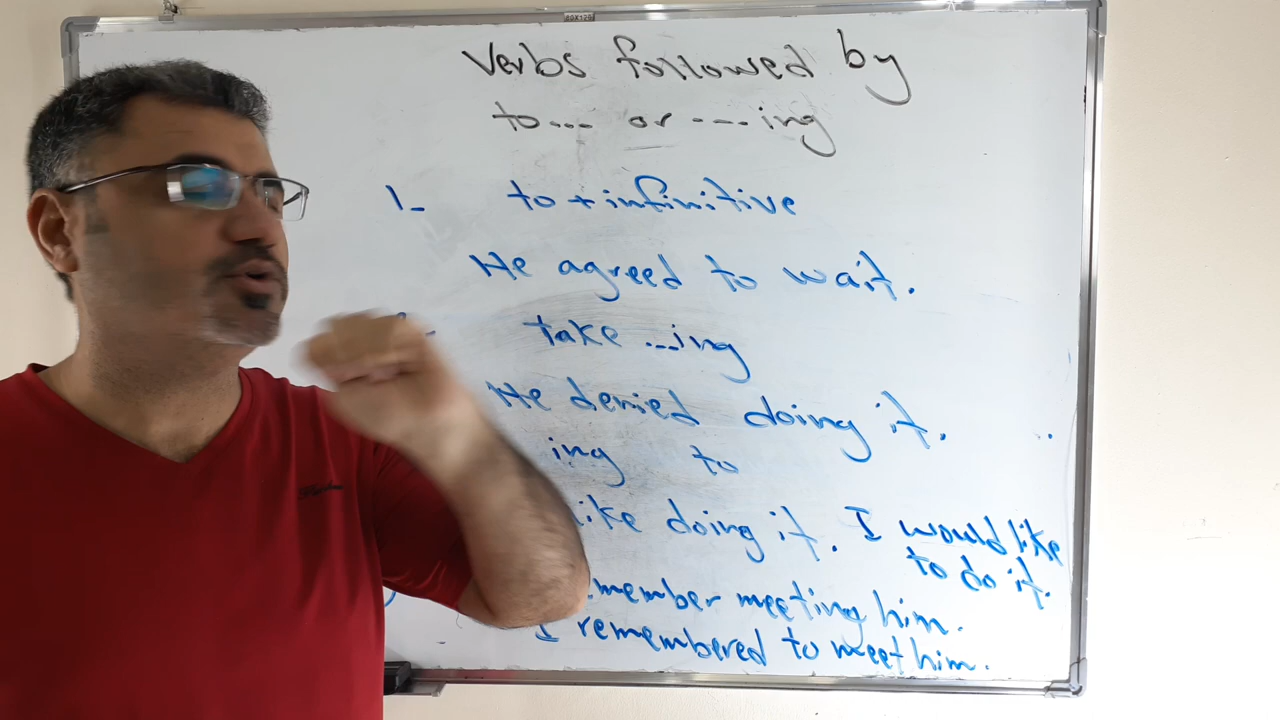 Verbs followed by
to... or ----ing
1- to + infinitive
He agreed to wait.
take ...ing
He denied doing it.
ing to
like doing it. I would like
to do it.
member meeting him.
I remembered to meet him.